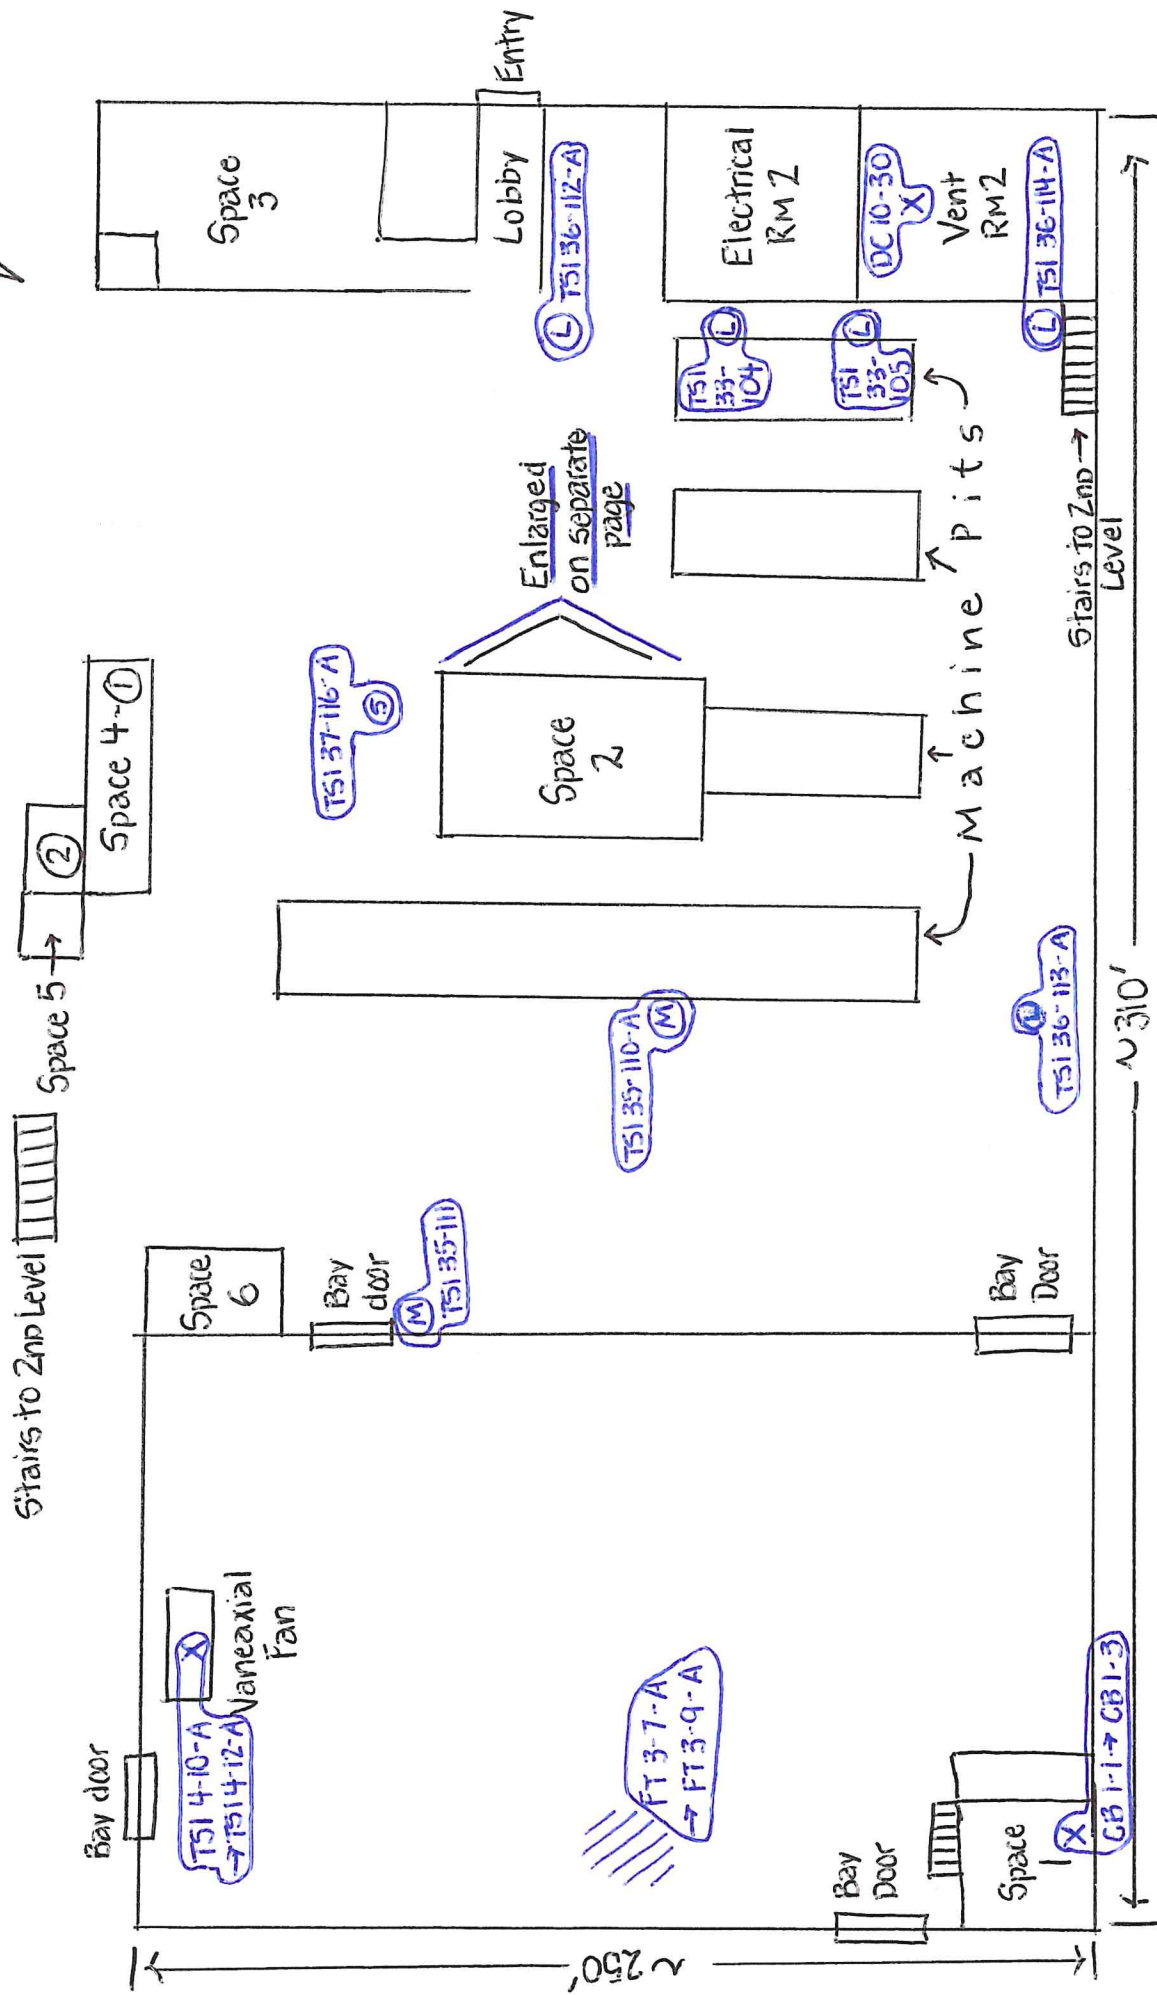 Stairs to 2nd Level
Space 5 →
②
Space 4-①
Bay door
TSI 4-10-A
→ TSI 4-12-A
X
Vaneaxial
Fan
Space
6
Bay
door
M
TSI 35-111
TSI 37-116-A
S
Space
3
Lobby
Entry
L TSI 36-112-A
Enlarged
on separate
page
Space
2
TSI 35-110-A
M
FT 3-7-A
→ FT 3-9-A
TSI
33-
104
L
TSI
33-
105
L
Electrical
RM 2
DC 10-30
X
Vent
RM 2
L TSI 36-114-A
Machine pits
Bay
Door
Space
1
X
CB 1-1 → CB 1-3
Bay
Door
L
TSI 36-113-A
Stairs to 2nd →
Level
~ 250'
~ 310'